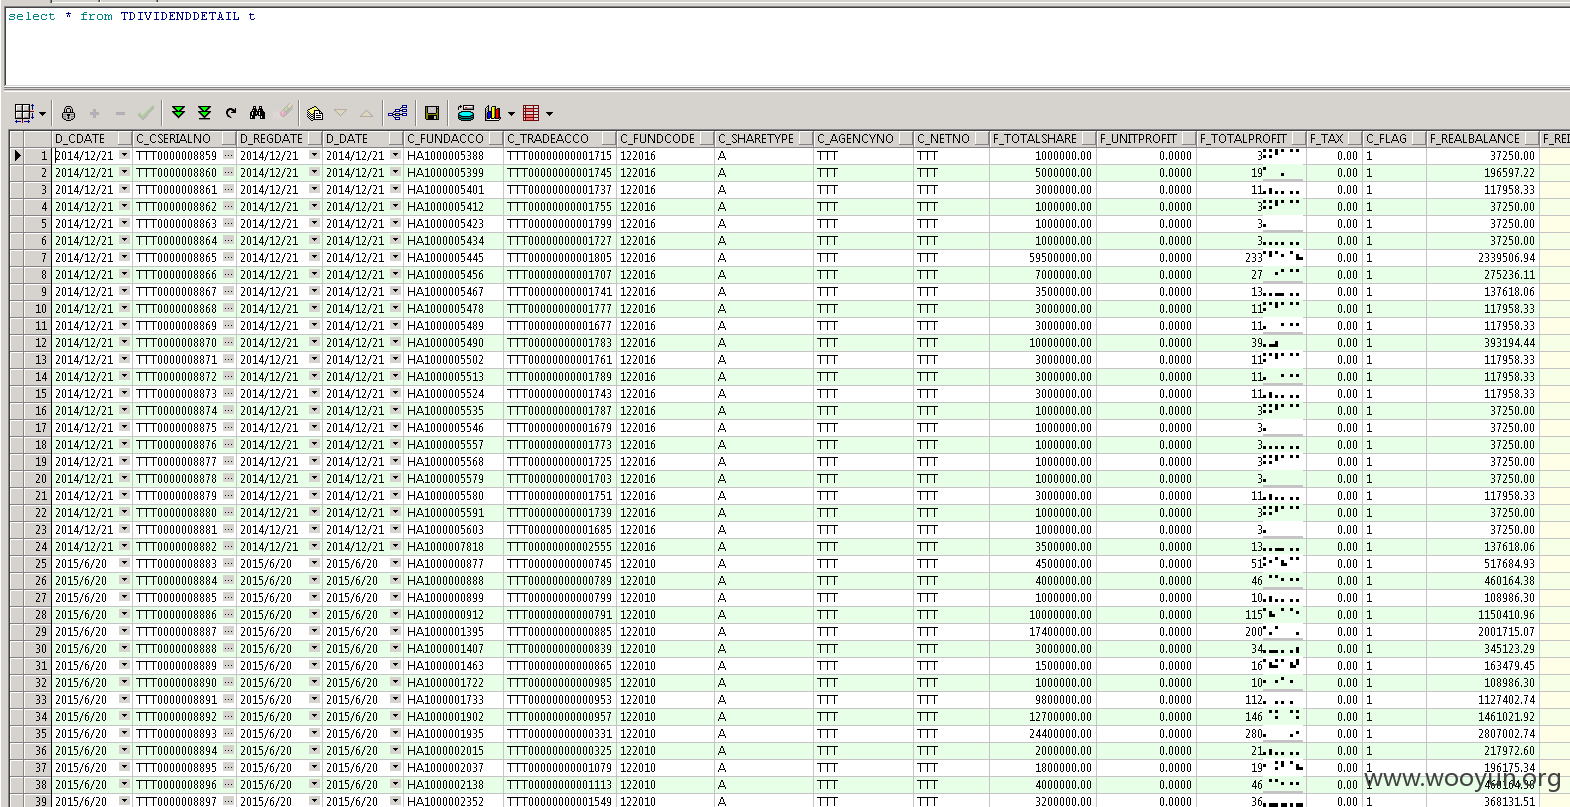 select * from TDIVIDENDDETAIL t
D_CDATE C_CSERIALNO D_REGDATE D_DATE C_FUNDACCO C_TRADEACCO C_FUNDCODE C_SHARETYPE C_AGENCYNO C_NETNO F_TOTALSHARE F_UNITPROFIT F_TOTALPROFIT F_TAX C_FLAG F_REALBALANCE F_REI
1 2014/12/21 TTT0000008859 ... 2014/12/21 2014/12/21 HA1000005388 TTT00000000001715 122016 A TTT TTT 1000000.00 0.0000 3 0.00 1 37250.00
2 2014/12/21 TTT0000008860 ... 2014/12/21 2014/12/21 HA1000005399 TTT00000000001745 122016 A TTT TTT 5000000.00 0.0000 19 0.00 1 196597.22
3 2014/12/21 TTT0000008861 ... 2014/12/21 2014/12/21 HA1000005401 TTT00000000001737 122016 A TTT TTT 3000000.00 0.0000 11 0.00 1 117958.33
4 2014/12/21 TTT0000008862 ... 2014/12/21 2014/12/21 HA1000005412 TTT00000000001755 122016 A TTT TTT 1000000.00 0.0000 3 0.00 1 37250.00
5 2014/12/21 TTT0000008863 ... 2014/12/21 2014/12/21 HA1000005423 TTT00000000001799 122016 A TTT TTT 1000000.00 0.0000 3 0.00 1 37250.00
6 2014/12/21 TTT0000008864 ... 2014/12/21 2014/12/21 HA1000005434 TTT00000000001727 122016 A TTT TTT 1000000.00 0.0000 3 0.00 1 37250.00
7 2014/12/21 TTT0000008865 ... 2014/12/21 2014/12/21 HA1000005445 TTT00000000001805 122016 A TTT TTT 59500000.00 0.0000 233 0.00 1 2339506.94
8 2014/12/21 TTT0000008866 ... 2014/12/21 2014/12/21 HA1000005456 TTT00000000001707 122016 A TTT TTT 7000000.00 0.0000 27 0.00 1 275236.11
9 2014/12/21 TTT0000008867 ... 2014/12/21 2014/12/21 HA1000005467 TTT00000000001741 122016 A TTT TTT 3500000.00 0.0000 13 0.00 1 137618.06
10 2014/12/21 TTT0000008868 ... 2014/12/21 2014/12/21 HA1000005478 TTT00000000001777 122016 A TTT TTT 3000000.00 0.0000 11 0.00 1 117958.33
11 2014/12/21 TTT0000008869 ... 2014/12/21 2014/12/21 HA1000005489 TTT00000000001677 122016 A TTT TTT 3000000.00 0.0000 11 0.00 1 117958.33
12 2014/12/21 TTT0000008870 ... 2014/12/21 2014/12/21 HA1000005490 TTT00000000001783 122016 A TTT TTT 10000000.00 0.0000 39 0.00 1 393194.44
13 2014/12/21 TTT0000008871 ... 2014/12/21 2014/12/21 HA1000005502 TTT00000000001761 122016 A TTT TTT 3000000.00 0.0000 11 0.00 1 117958.33
14 2014/12/21 TTT0000008872 ... 2014/12/21 2014/12/21 HA1000005513 TTT00000000001789 122016 A TTT TTT 3000000.00 0.0000 11 0.00 1 117958.33
15 2014/12/21 TTT0000008873 ... 2014/12/21 2014/12/21 HA1000005524 TTT00000000001743 122016 A TTT TTT 3000000.00 0.0000 11 0.00 1 117958.33
16 2014/12/21 TTT0000008874 ... 2014/12/21 2014/12/21 HA1000005535 TTT00000000001787 122016 A TTT TTT 1000000.00 0.0000 3 0.00 1 37250.00
17 2014/12/21 TTT0000008875 ... 2014/12/21 2014/12/21 HA1000005546 TTT00000000001679 122016 A TTT TTT 1000000.00 0.0000 3 0.00 1 37250.00
18 2014/12/21 TTT0000008876 ... 2014/12/21 2014/12/21 HA1000005557 TTT00000000001773 122016 A TTT TTT 1000000.00 0.0000 3 0.00 1 37250.00
19 2014/12/21 TTT0000008877 ... 2014/12/21 2014/12/21 HA1000005568 TTT00000000001725 122016 A TTT TTT 1000000.00 0.0000 3 0.00 1 37250.00
20 2014/12/21 TTT0000008878 ... 2014/12/21 2014/12/21 HA1000005579 TTT00000000001703 122016 A TTT TTT 1000000.00 0.0000 3 0.00 1 37250.00
21 2014/12/21 TTT0000008879 ... 2014/12/21 2014/12/21 HA1000005580 TTT00000000001751 122016 A TTT TTT 3000000.00 0.0000 11 0.00 1 117958.33
22 2014/12/21 TTT0000008880 ... 2014/12/21 2014/12/21 HA1000005591 TTT00000000001739 122016 A TTT TTT 1000000.00 0.0000 3 0.00 1 37250.00
23 2014/12/21 TTT0000008881 ... 2014/12/21 2014/12/21 HA1000005603 TTT00000000001685 122016 A TTT TTT 1000000.00 0.0000 3 0.00 1 37250.00
24 2014/12/21 TTT0000008882 ... 2014/12/21 2014/12/21 HA1000007818 TTT00000000002555 122016 A TTT TTT 3500000.00 0.0000 13 0.00 1 137618.06
25 2015/6/20 TTT0000008883 ... 2015/6/20 2015/6/20 HA1000000877 TTT00000000000745 122010 A TTT TTT 4500000.00 0.0000 51 0.00 1 517684.93
26 2015/6/20 TTT0000008884 ... 2015/6/20 2015/6/20 HA1000000888 TTT00000000000789 122010 A TTT TTT 4000000.00 0.0000 46 0.00 1 460164.38
27 2015/6/20 TTT0000008885 ... 2015/6/20 2015/6/20 HA1000000899 TTT00000000000799 122010 A TTT TTT 1000000.00 0.0000 10 0.00 1 108986.30
28 2015/6/20 TTT0000008886 ... 2015/6/20 2015/6/20 HA1000000912 TTT00000000000791 122010 A TTT TTT 10000000.00 0.0000 115 0.00 1 1150410.96
29 2015/6/20 TTT0000008887 ... 2015/6/20 2015/6/20 HA1000001395 TTT00000000000885 122010 A TTT TTT 17400000.00 0.0000 200 0.00 1 2001715.07
30 2015/6/20 TTT0000008888 ... 2015/6/20 2015/6/20 HA1000001407 TTT00000000000839 122010 A TTT TTT 3000000.00 0.0000 34 0.00 1 345123.29
31 2015/6/20 TTT0000008889 ... 2015/6/20 2015/6/20 HA1000001463 TTT00000000000865 122010 A TTT TTT 1500000.00 0.0000 16 0.00 1 163479.45
32 2015/6/20 TTT0000008890 ... 2015/6/20 2015/6/20 HA1000001722 TTT00000000000985 122010 A TTT TTT 1000000.00 0.0000 10 0.00 1 108986.30
33 2015/6/20 TTT0000008891 ... 2015/6/20 2015/6/20 HA1000001733 TTT00000000000953 122010 A TTT TTT 9800000.00 0.0000 112 0.00 1 1127402.74
34 2015/6/20 TTT0000008892 ... 2015/6/20 2015/6/20 HA1000001902 TTT00000000000957 122010 A TTT TTT 12700000.00 0.0000 146 0.00 1 1461021.92
35 2015/6/20 TTT0000008893 ... 2015/6/20 2015/6/20 HA1000001935 TTT00000000000331 122010 A TTT TTT 24400000.00 0.0000 280 0.00 1 2807002.74
36 2015/6/20 TTT0000008894 ... 2015/6/20 2015/6/20 HA1000002015 TTT00000000000325 122010 A TTT TTT 2000000.00 0.0000 21 0.00 1 217972.60
37 2015/6/20 TTT0000008895 ... 2015/6/20 2015/6/20 HA1000002037 TTT00000000001079 122010 A TTT TTT 1800000.00 0.0000 19 0.00 1 196175.34
38 2015/6/20 TTT0000008896 ... 2015/6/20 2015/6/20 HA1000002138 TTT00000000001113 122010 A TTT TTT 4000000.00 0.0000 46 0.00 1
39 2015/6/20 TTT0000008897 ... 2015/6/20 2015/6/20 HA1000002352 TTT00000000001549 122010 A TTT TTT 3200000.00 0.0000 36 0.00 1 368131.51
www.wooyun.org